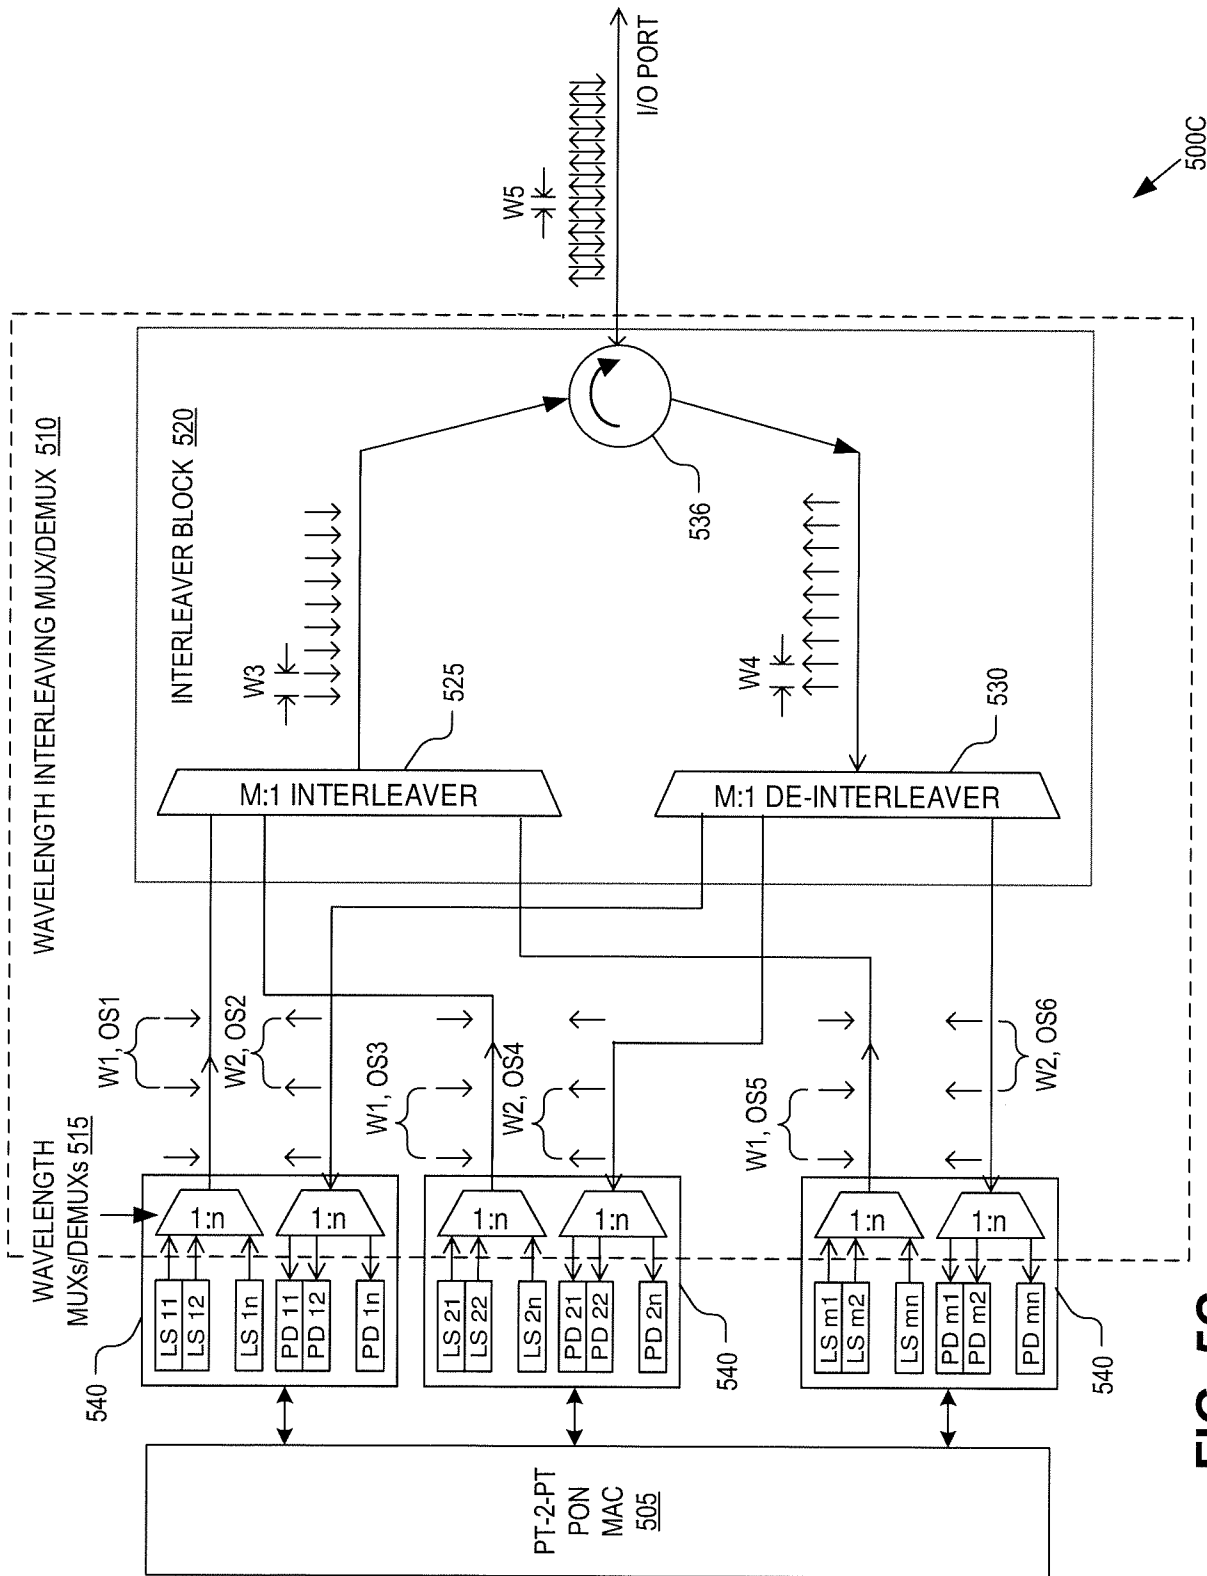 WAVELENGTH INTERLEAVING MUX/DEMUX 510
WAVELENGTH
MUXs/DEMUXs 515
INTERLEAVER BLOCK 520
540
LS 11
LS 12
LS 1n
PD 11
PD 12
PD 1n
1:n
1:n
W1, OS1
W2, OS2
LS 21
LS 22
LS 2n
PD 21
PD 22
PD 2n
1:n
1:n
540
W1, OS3
W2, OS4
LS m1
LS m2
LS mn
PD m1
PD m2
PD mn
1:n
1:n
540
W1, OS5
W2, OS6
PT-2-PT
PON
MAC
505
M:1 INTERLEAVER
525
W3
M:1 DE-INTERLEAVER
530
W4
536
W5
I/O PORT
500C